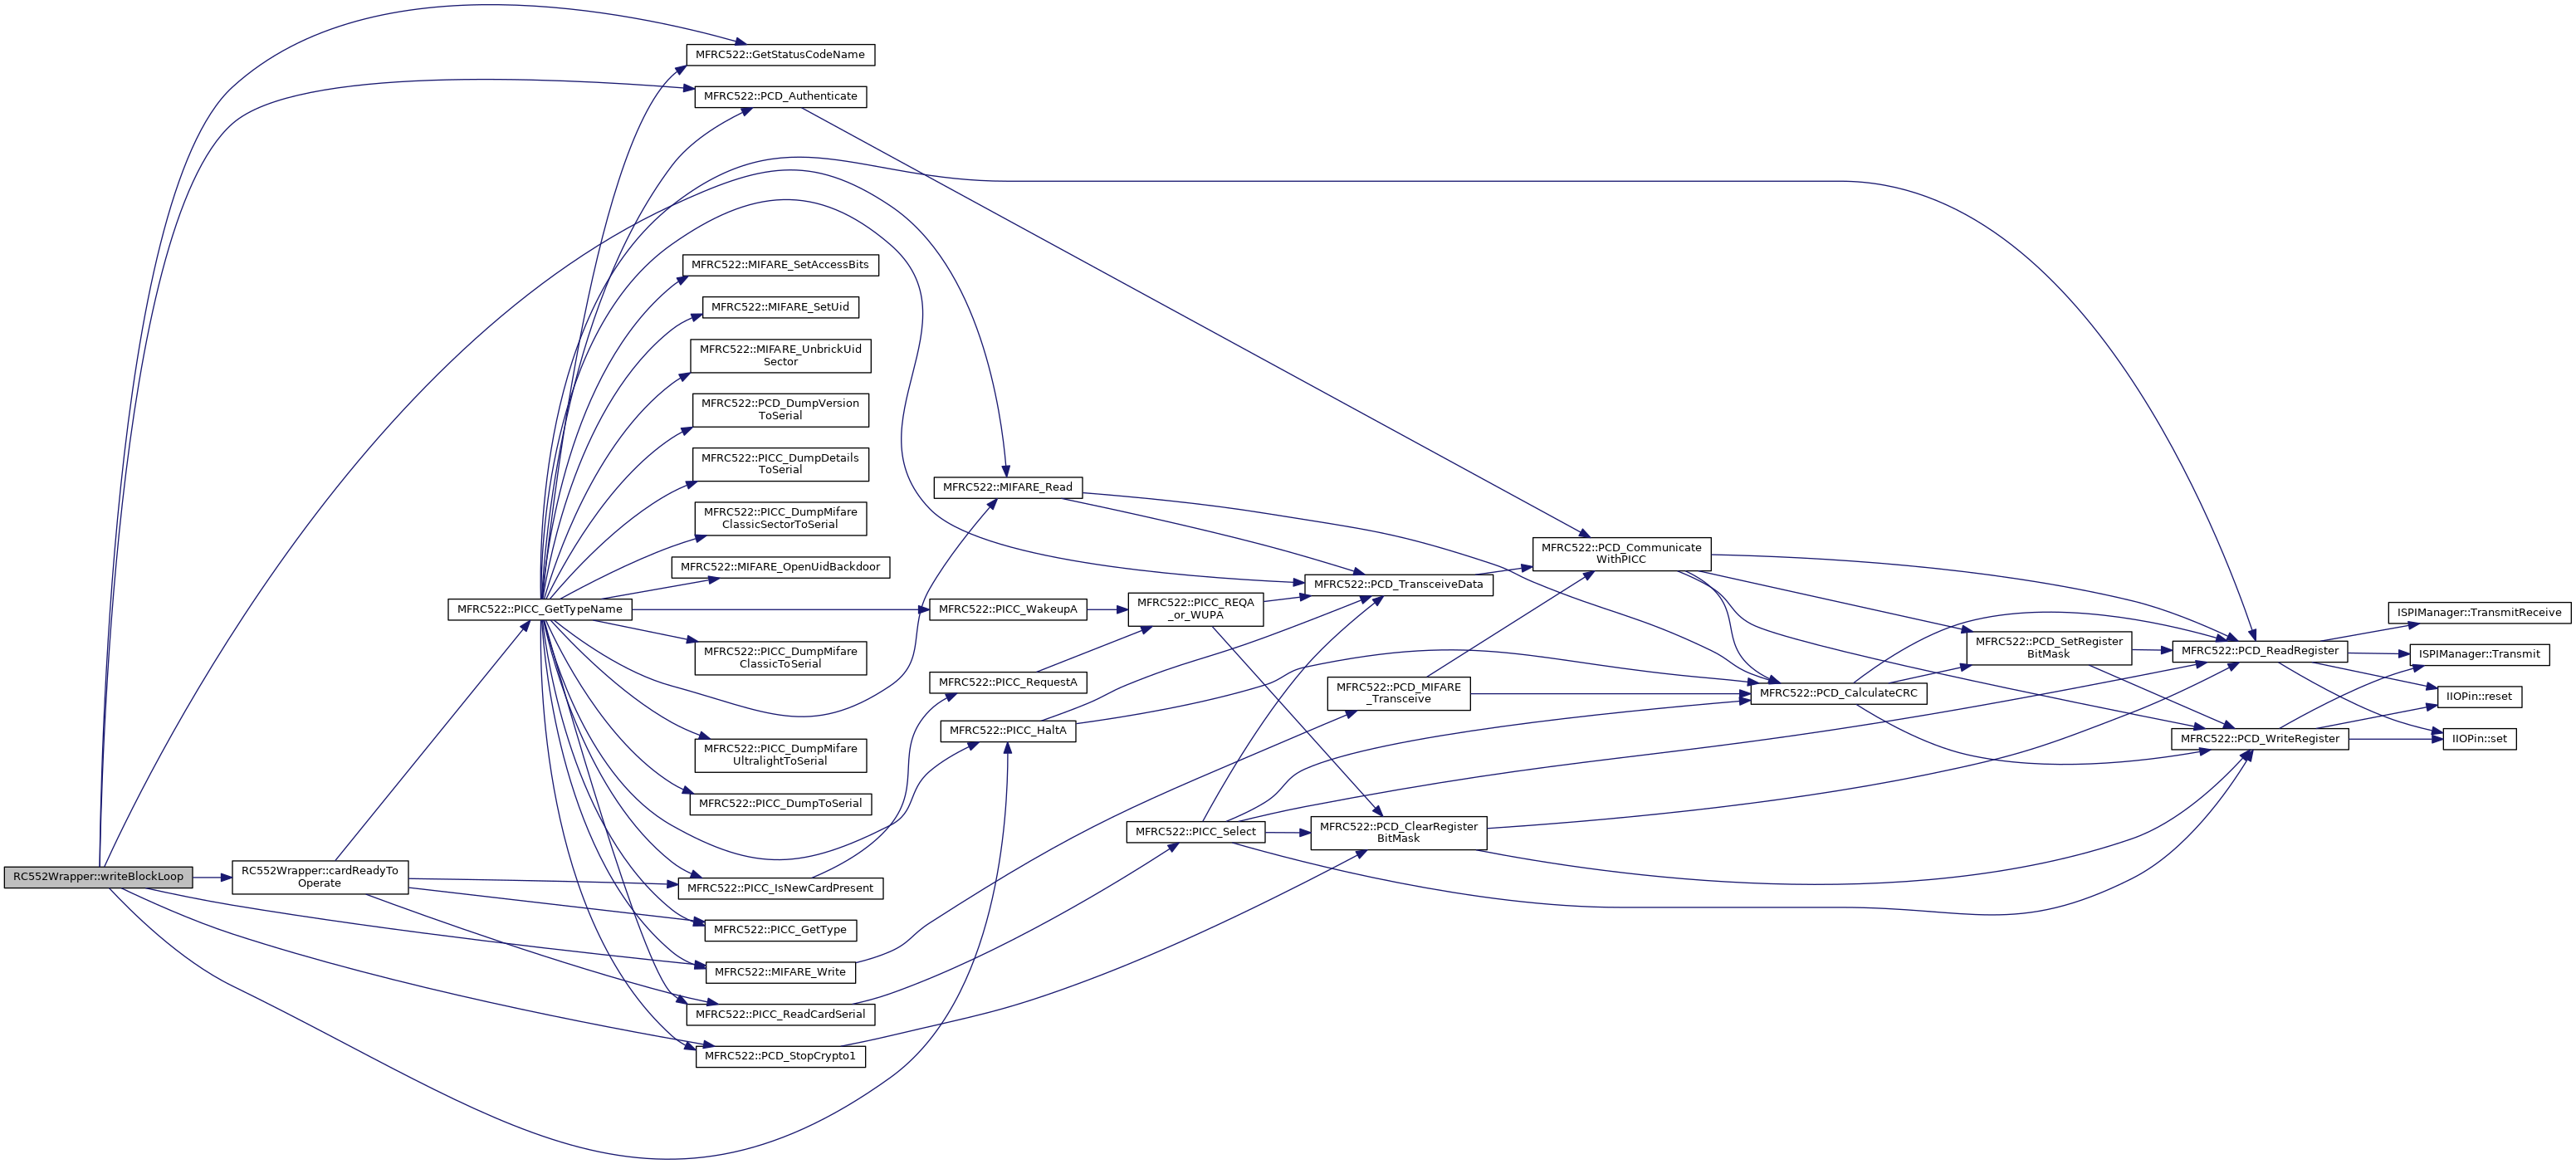 MFRC522::GetStatusCodeName
MFRC522::PCD_Authenticate
MFRC522::MIFARE_SetAccessBits
MFRC522::MIFARE_SetUid
MFRC522::MIFARE_UnbrickUid
Sector
MFRC522::PCD_DumpVersion
ToSerial
MFRC522::PICC_DumpDetails
ToSerial
MFRC522::PICC_DumpMifare
ClassicSectorToSerial
MFRC522::MIFARE_OpenUidBackdoor
MFRC522::PICC_GetTypeName
MFRC522::PICC_DumpMifare
ClassicToSerial
MFRC522::PICC_DumpMifare
UltralightToSerial
MFRC522::PICC_DumpToSerial
RC552Wrapper::writeBlockLoop
RC552Wrapper::cardReadyTo
Operate
MFRC522::PICC_IsNewCardPresent
MFRC522::PICC_GetType
MFRC522::MIFARE_Write
MFRC522::PICC_ReadCardSerial
MFRC522::PCD_StopCrypto1
MFRC522::MIFARE_Read
MFRC522::PICC_WakeupA
MFRC522::PICC_RequestA
MFRC522::PICC_HaltA
MFRC522::PICC_REQA
_or_WUPA
MFRC522::PICC_Select
MFRC522::PCD_TransceiveData
MFRC522::PCD_MIFARE
_Transceive
MFRC522::PCD_ClearRegister
BitMask
MFRC522::PCD_Communicate
WithPICC
MFRC522::PCD_CalculateCRC
MFRC522::PCD_SetRegister
BitMask
MFRC522::PCD_ReadRegister
MFRC522::PCD_WriteRegister
ISPIManager::TransmitReceive
ISPIManager::Transmit
IIOPin::reset
IIOPin::set